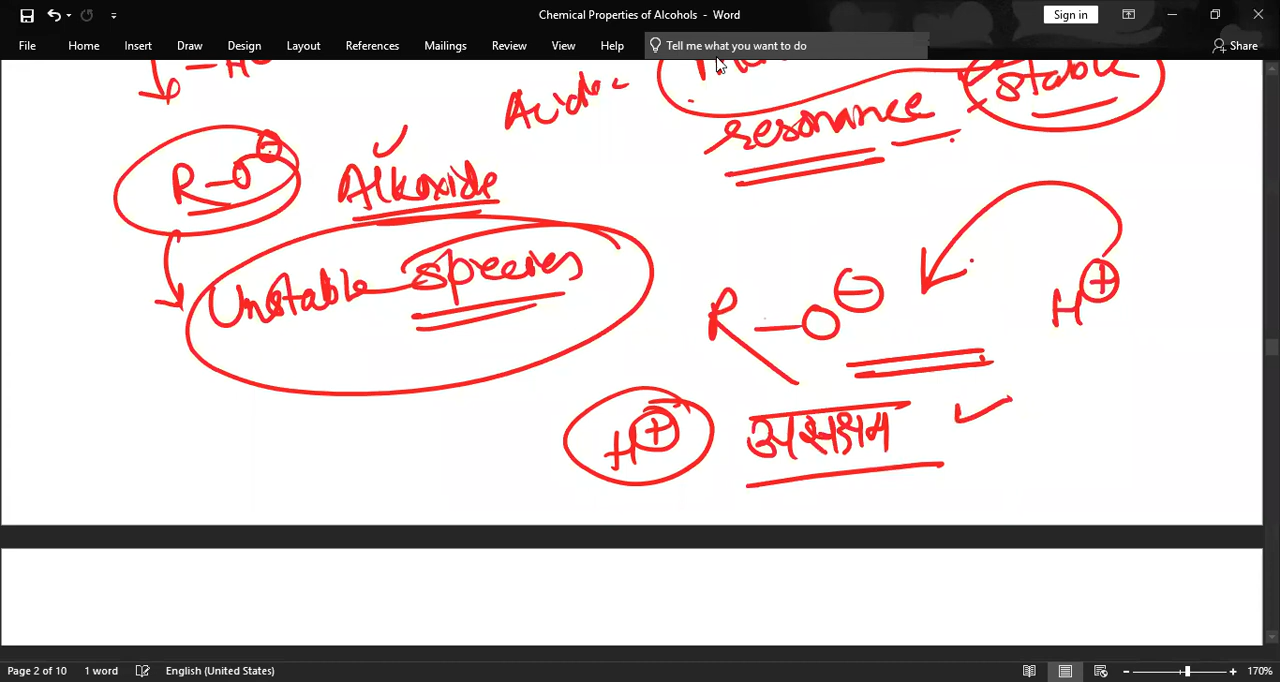 Chemical Properties of Alcohols - Word
Sign in
File Home Insert Draw Design Layout References Mailings Review View Help Tell me what you want to do Share
stable
resonance
R-O⊖ Alkoxide
Unstable species
R-O⊖ H⊕
H⊕ असक्षम
Page 2 of 10 1 word English (United States) 170%